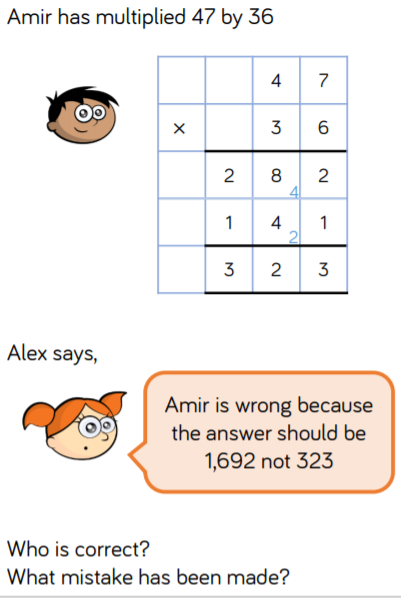 Amir has multiplied 47 by 36
4 7
× 3 6
2 8 4 2
1 4 2 1
3 2 3
Alex says,
Amir is wrong because
the answer should be
1,692 not 323
Who is correct?
What mistake has been made?